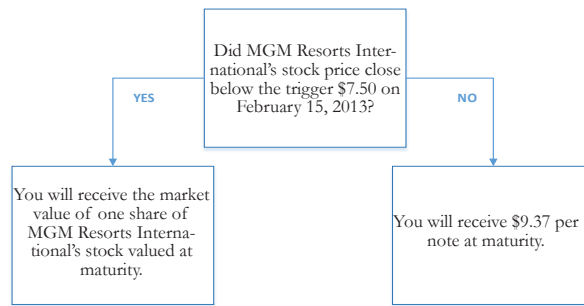 Did MGM Resorts Inter-
national's stock price close
below the trigger $7.50 on
February 15, 2013?
YES
NO
You will receive the market
value of one share of
MGM Resorts Interna-
tional's stock valued at
maturity.
You will receive $9.37 per
note at maturity.